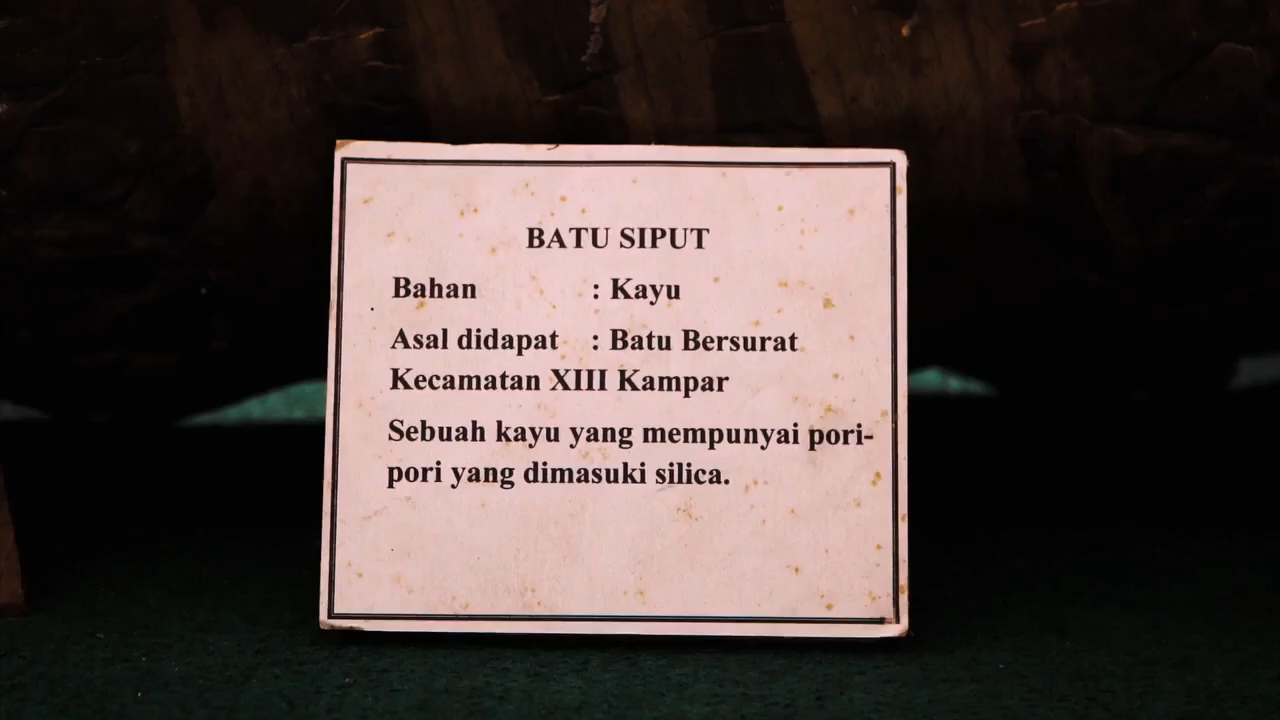 BATU SIPUT
Bahan : Kayu
Asal didapat : Batu Bersurat
Kecamatan XIII Kampar
Sebuah kayu yang mempunyai pori-
pori yang dimasuki silica.